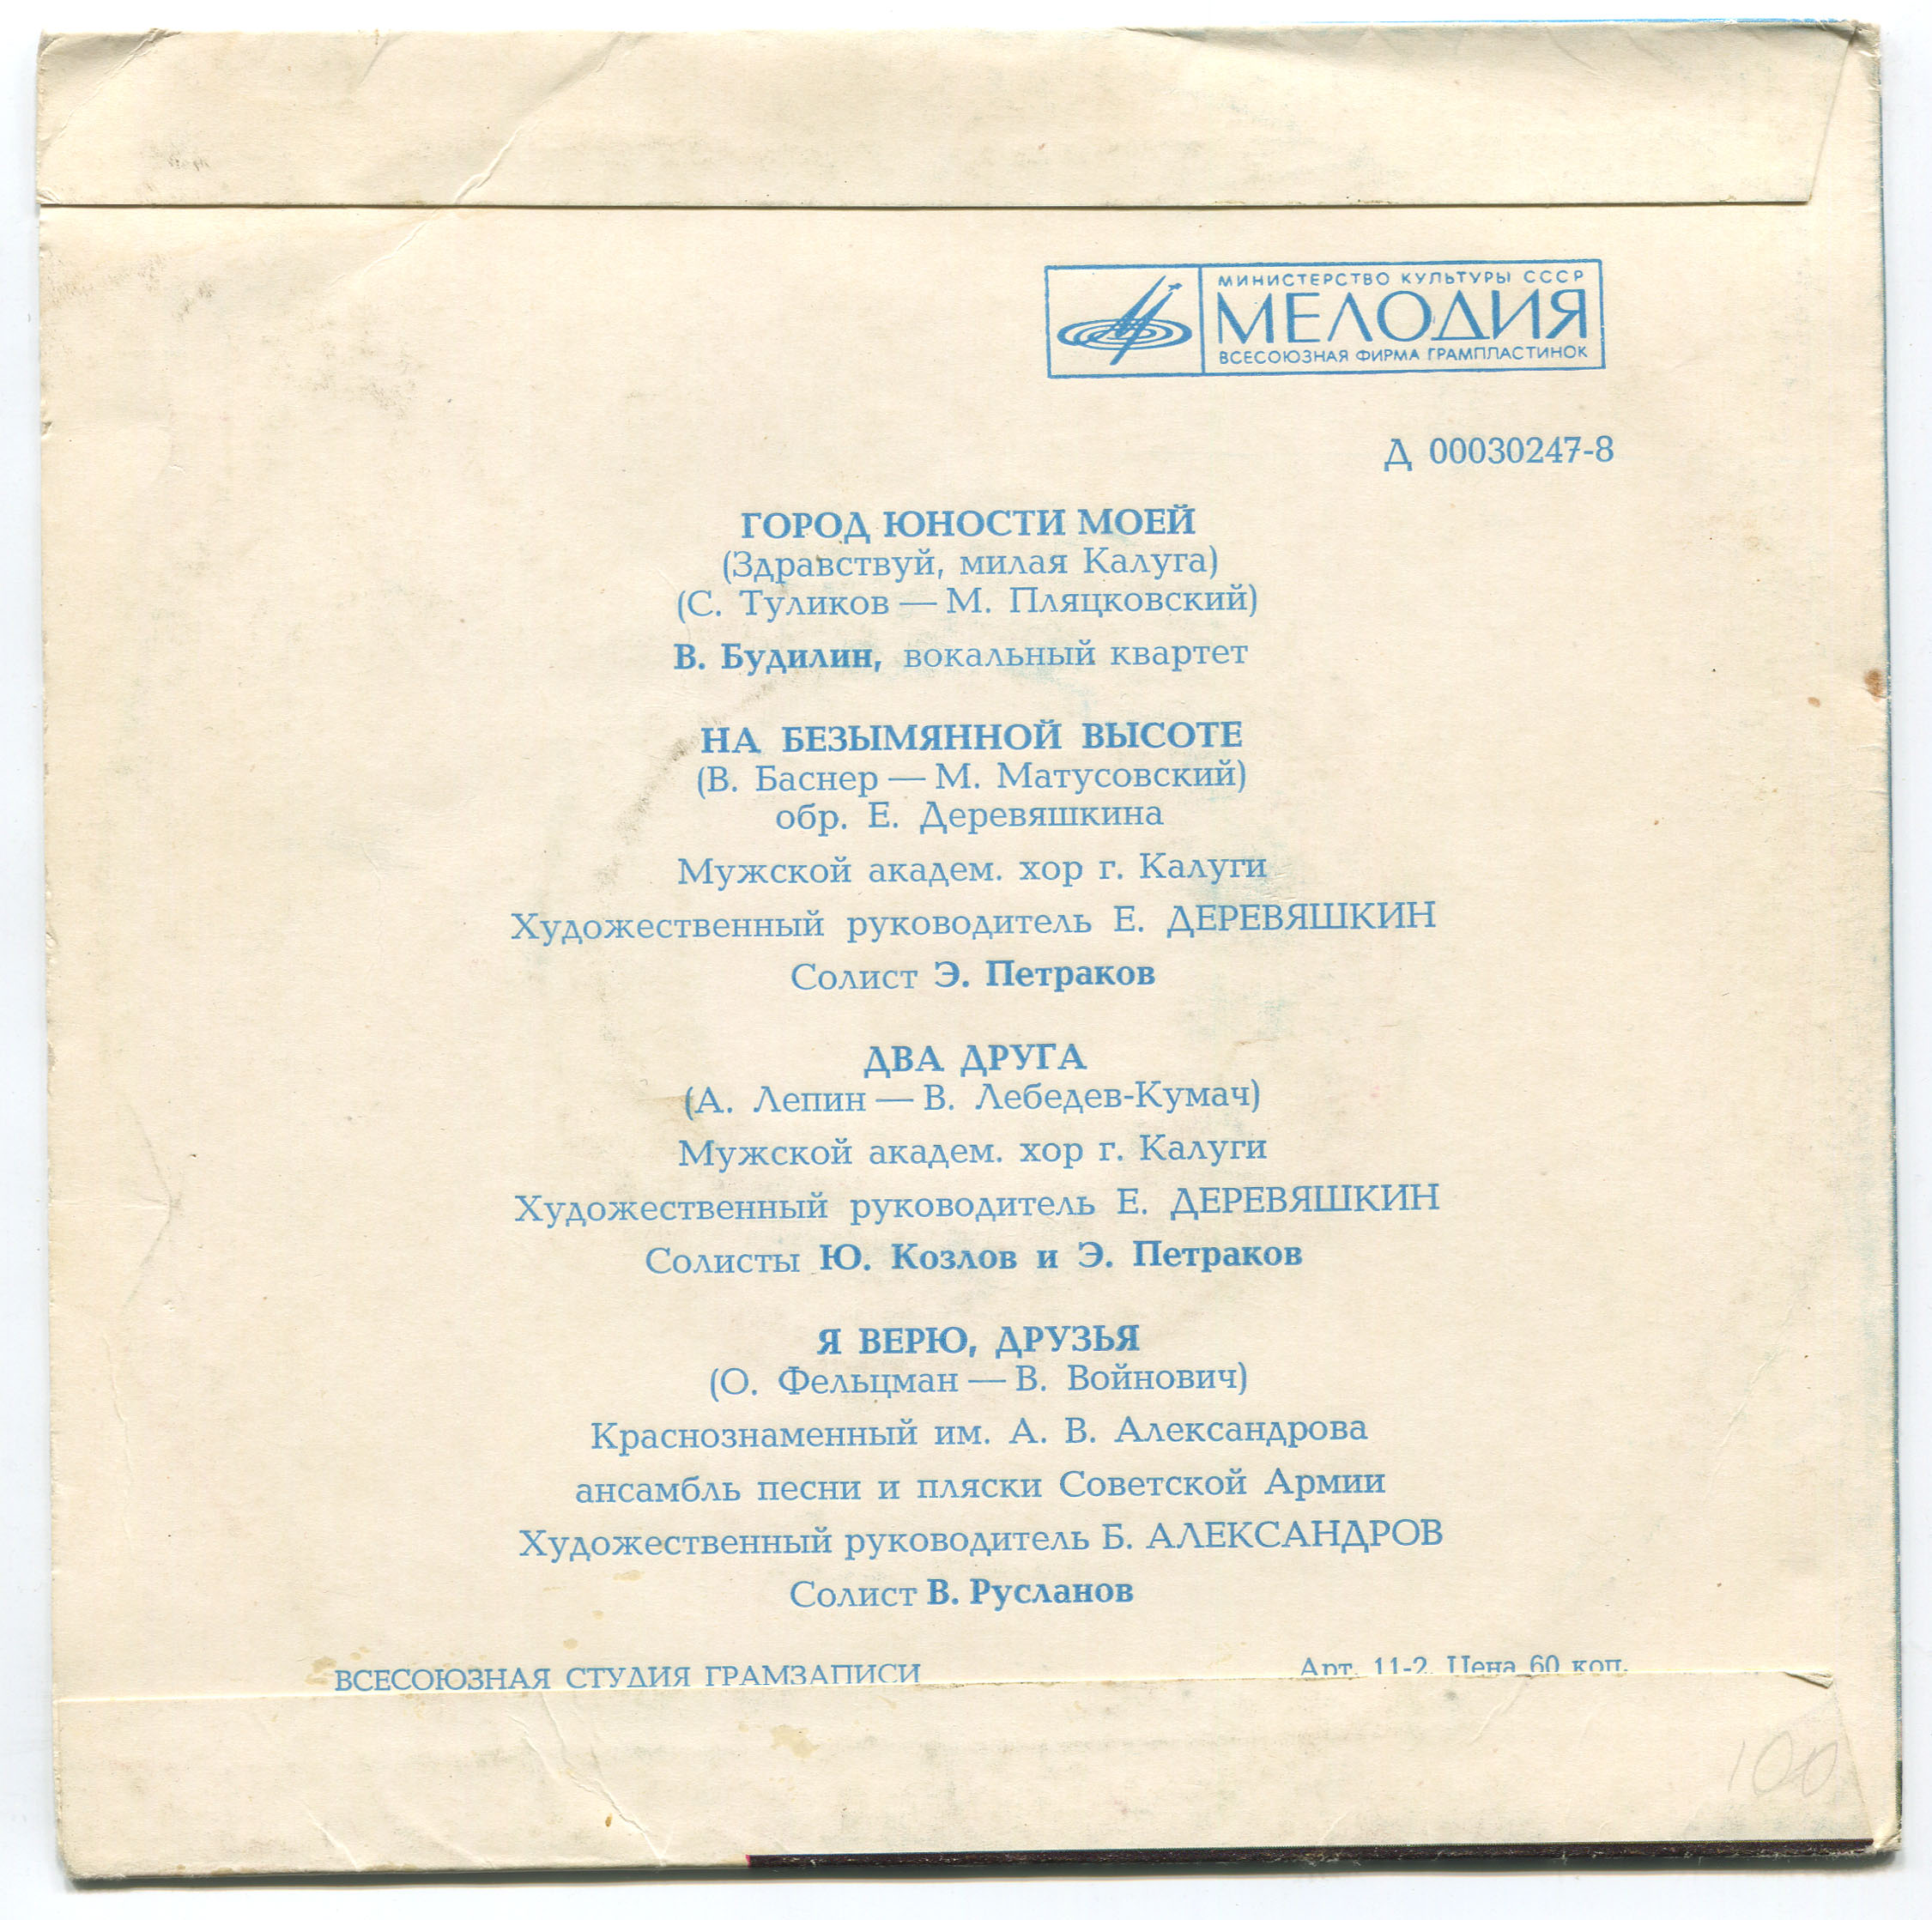 МИНИСТЕРСТВО КУЛЬТУРЫ СССР
МЕЛОДИЯ
ВСЕСОЮЗНАЯ ФИРМА ГРАМПЛАСТИНОК
Д 00030247-8
ГОРОД ЮНОСТИ МОЕЙ
(Здравствуй, милая Калуга)
(С. Туликов — М. Пляцковский)
В. Будилин, вокальный квартет
НА БЕЗЫМЯННОЙ ВЫСОТЕ
(В. Баснер — М. Матусовский)
обр. Е. Деревяшкина
Мужской академ. хор г. Калуги
Художественный руководитель Е. ДЕРЕВЯШКИН
Солист Э. Петраков
ДВА ДРУГА
(А. Лепин — В. Лебедев-Кумач)
Мужской академ. хор г. Калуги
Художественный руководитель Е. ДЕРЕВЯШКИН
Солисты Ю. Козлов и Э. Петраков
Я ВЕРЮ, ДРУЗЬЯ
(О. Фельцман — В. Войнович)
Краснознаменный им. А. В. Александрова
ансамбль песни и пляски Советской Армии
Художественный руководитель Б. АЛЕКСАНДРОВ
Солист В. Русланов
ВСЕСОЮЗНАЯ СТУДИЯ ГРАМЗАПИСИ
Арт. 11-2. Цена 60 коп.
100